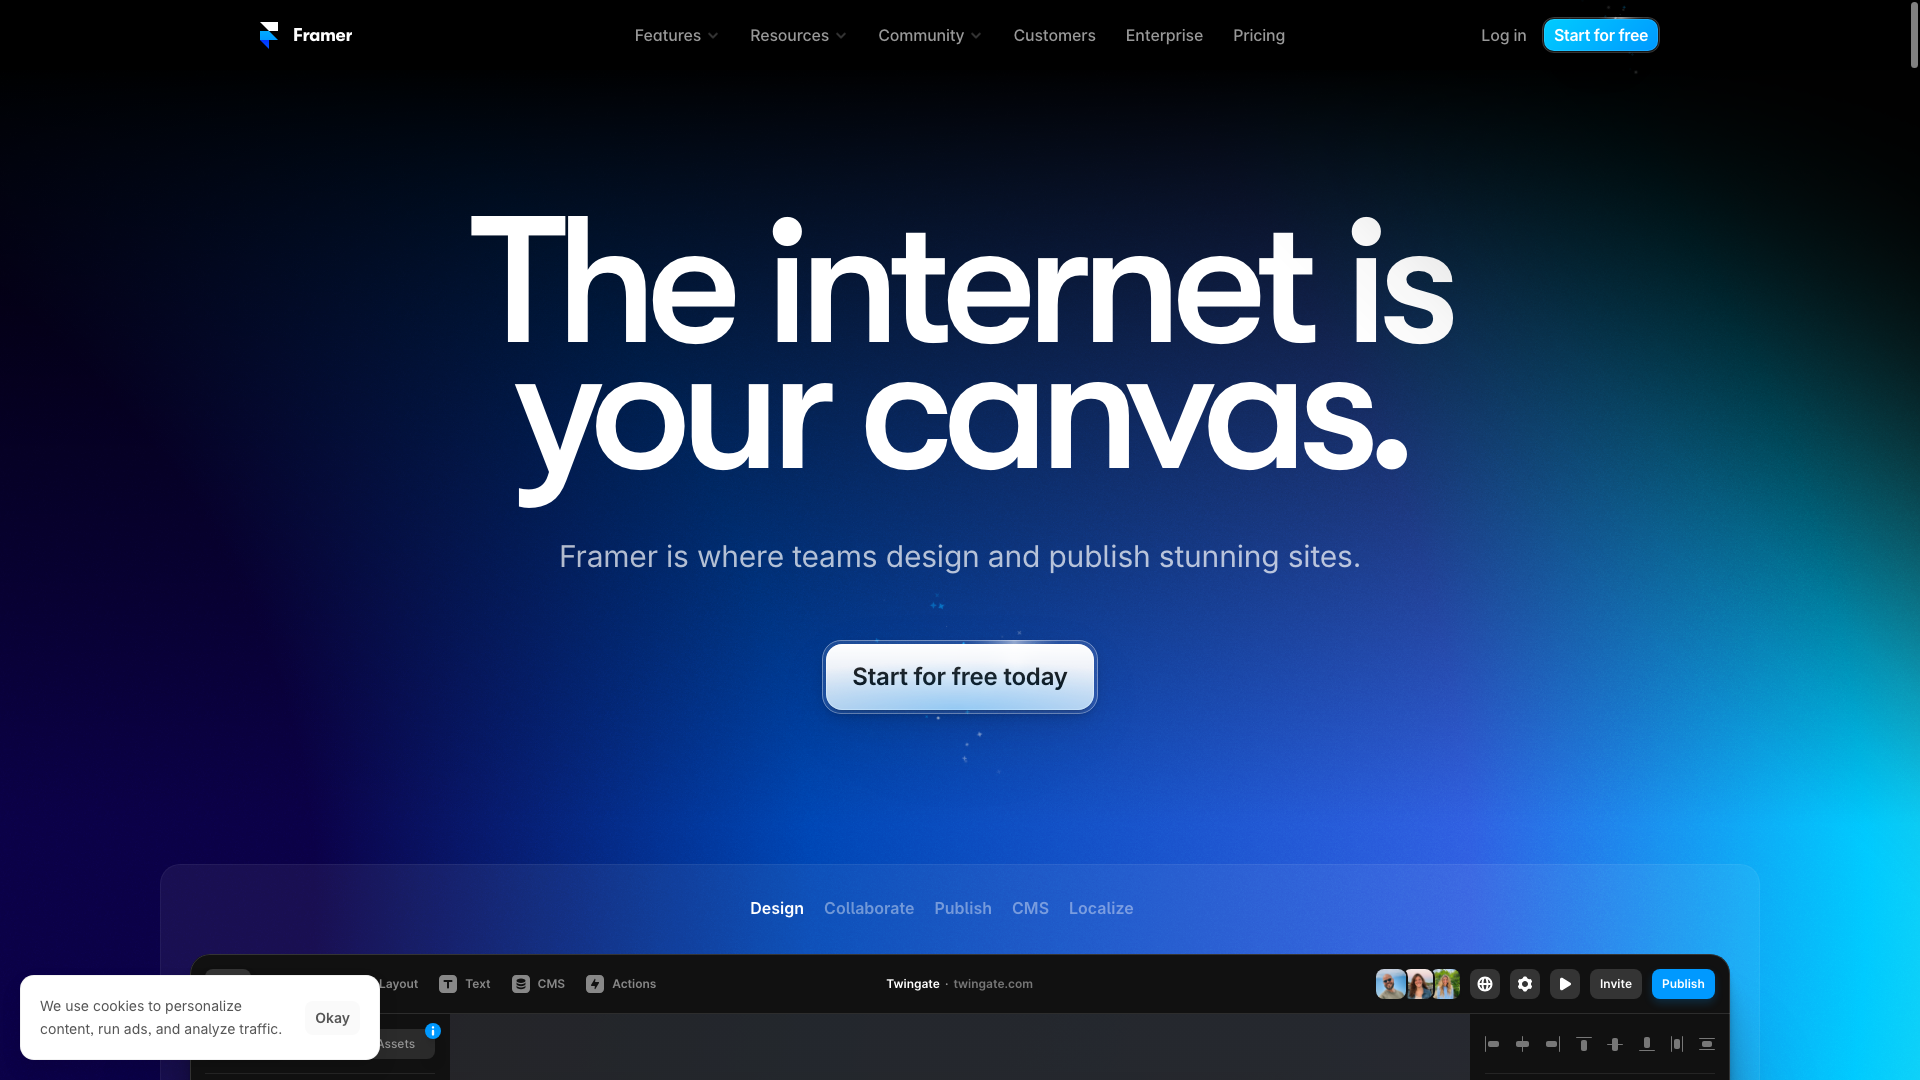 Framer
Features
Resources
Community
Customers
Enterprise
Pricing
Log in
Start for free
The internet is
your canvas.
Framer is where teams design and publish stunning sites.
Start for free today
Design
Collaborate
Publish
CMS
Localize
Layout
Text
CMS
Actions
Twingate · twingate.com
Invite
Publish
Assets
We use cookies to personalize
content, run ads, and analyze traffic.
Okay